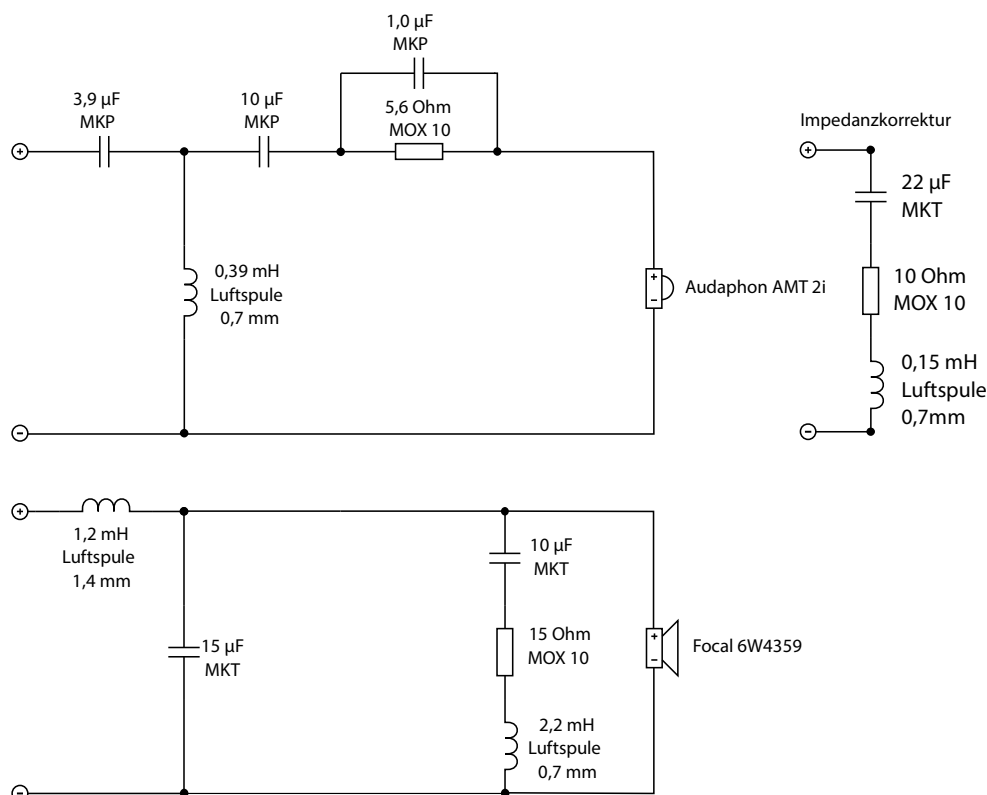 1,0 µF
MKP
3,9 µF
MKP
10 µF
MKP
5,6 Ohm
MOX 10
Impedanzkorrektur
+
+
22 µF
MKT
0,39 mH
Luftspule
0,7 mm
+
−
Audaphon AMT 2i
10 Ohm
MOX 10
0,15 mH
Luftspule
0,7mm
−
−
+
1,2 mH
Luftspule
1,4 mm
10 µF
MKT
15 µF
MKT
15 Ohm
MOX 10
+
−
Focal 6W4359
2,2 mH
Luftspule
0,7 mm
−